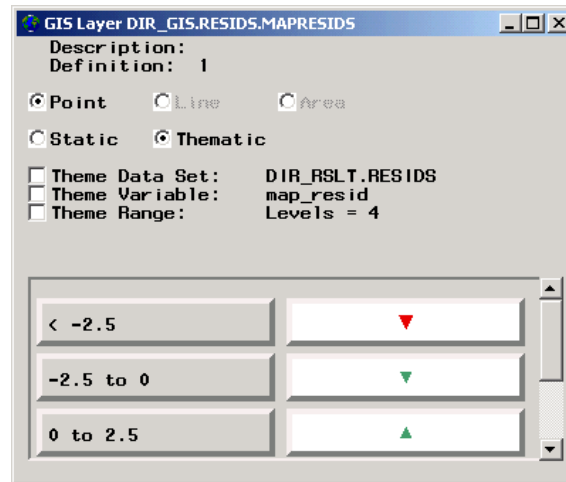 GIS Layer DIR_GIS.RESIDS.MAPRESIDS
Description:
Definition: 1
Point Line Area
Static Thematic
Theme Data Set: DIR_RSLT.RESIDS
Theme Variable: map_resid
Theme Range: Levels = 4
< -2.5
-2.5 to 0
0 to 2.5